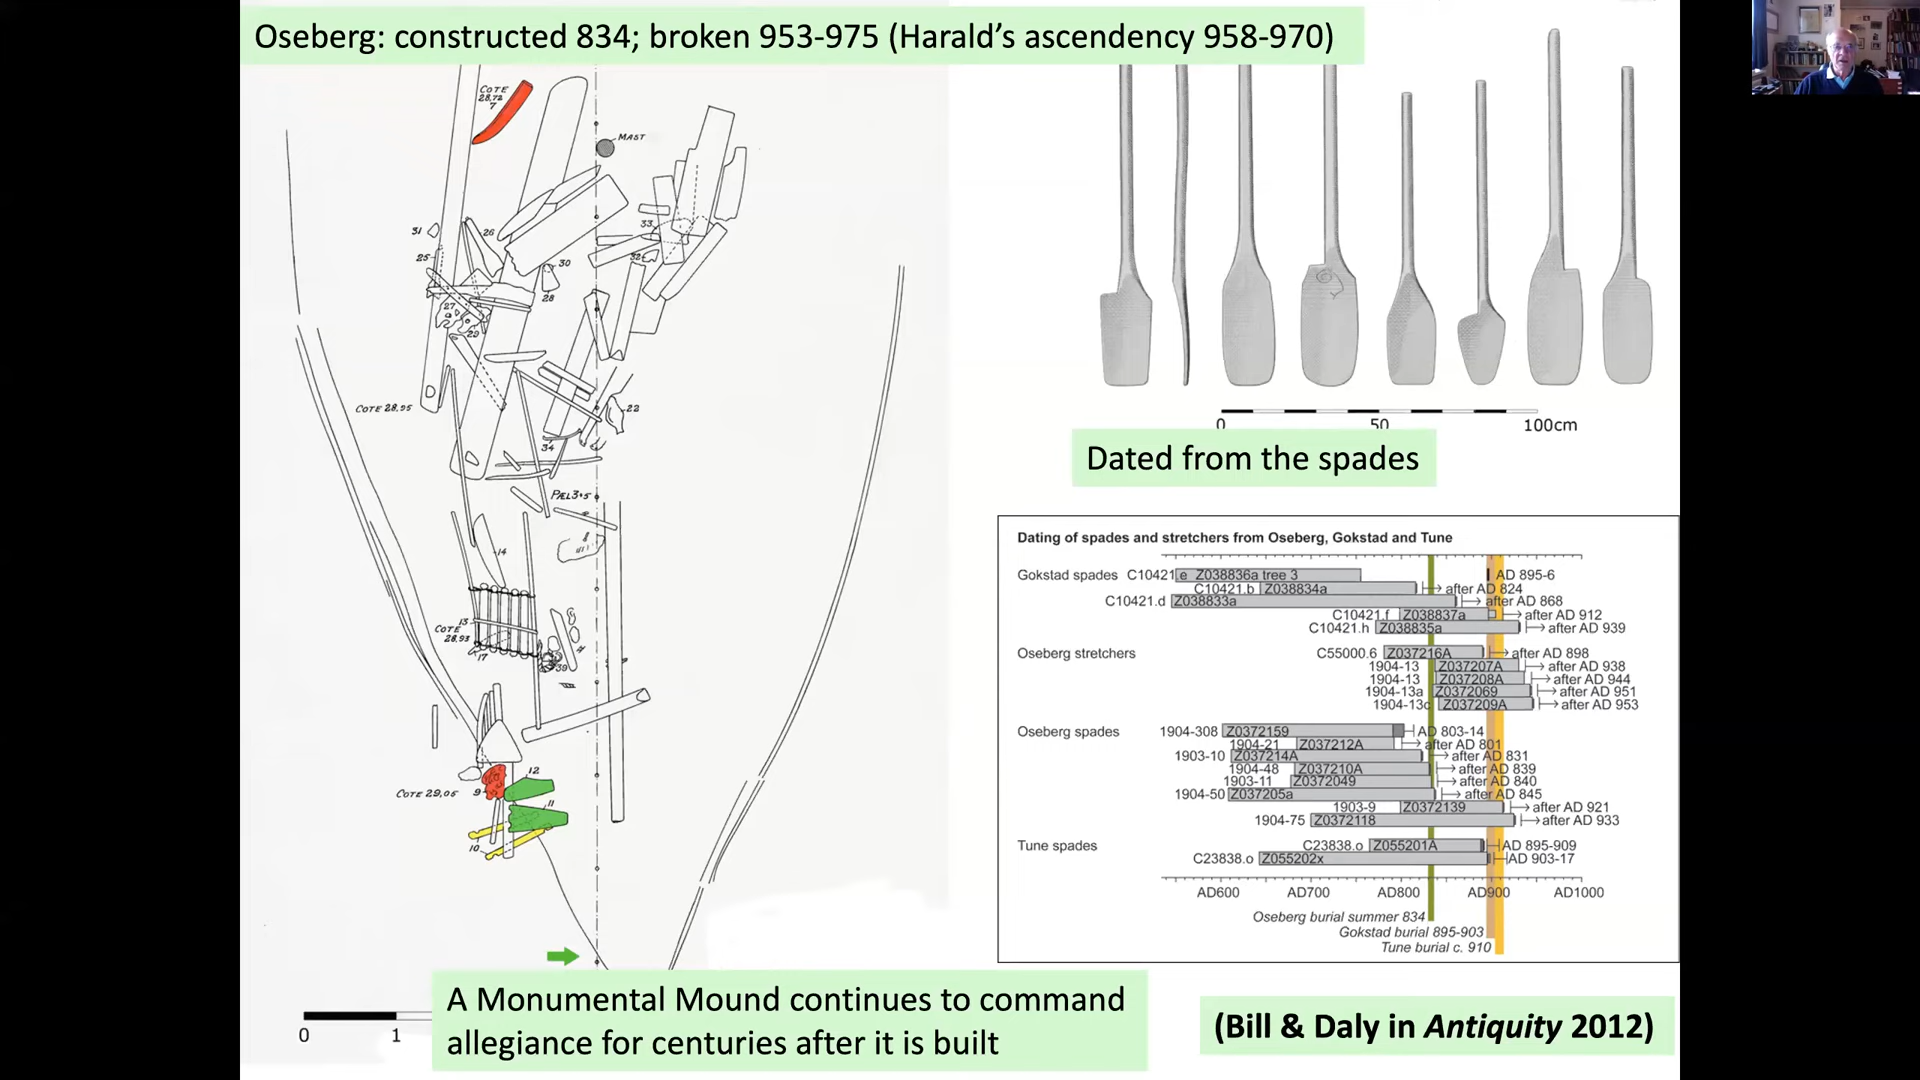 Oseberg: constructed 834; broken 953-975 (Harald's ascendency 958-970)
COTE
28,72
7
MAST
31
26
33
25
32
30
28
27
29
COTE 28,95
22
34
PÆL 3+5
14
13
COTE
28,93
17
39
12
COTE 29,05
9
11
10
0 1
A Monumental Mound continues to command
allegiance for centuries after it is built
0 50 100cm
Dated from the spades
Dating of spades and stretchers from Oseberg, Gokstad and Tune
Gokstad spades C10421.e Z038836a tree 3 AD 895-6
C10421.b Z038834a after AD 824
C10421.d Z038833a after AD 868
C10421.f Z038837a after AD 912
C10421.h Z038835a after AD 939
Oseberg stretchers C55000.6 Z037216A after AD 898
1904-13 Z037207A after AD 938
1904-13 Z037208A after AD 944
1904-13a Z0372069 after AD 951
1904-13c Z037209A after AD 953
Oseberg spades 1904-308 Z0372159 AD 803-14
1904-21 Z037212A after AD 801
1903-10 Z037214A after AD 831
1904-48 Z037210A after AD 839
1903-11 Z0372049 after AD 840
1904-50 Z037205a after AD 845
1903-9 Z0372139 after AD 921
1904-75 Z0372118 after AD 933
Tune spades C23838.o Z055201A AD 895-909
C23838.o Z055202x AD 903-17
AD600 AD700 AD800 AD900 AD1000
Oseberg burial summer 834
Gokstad burial 895-903
Tune burial c. 910
(Bill & Daly in Antiquity 2012)